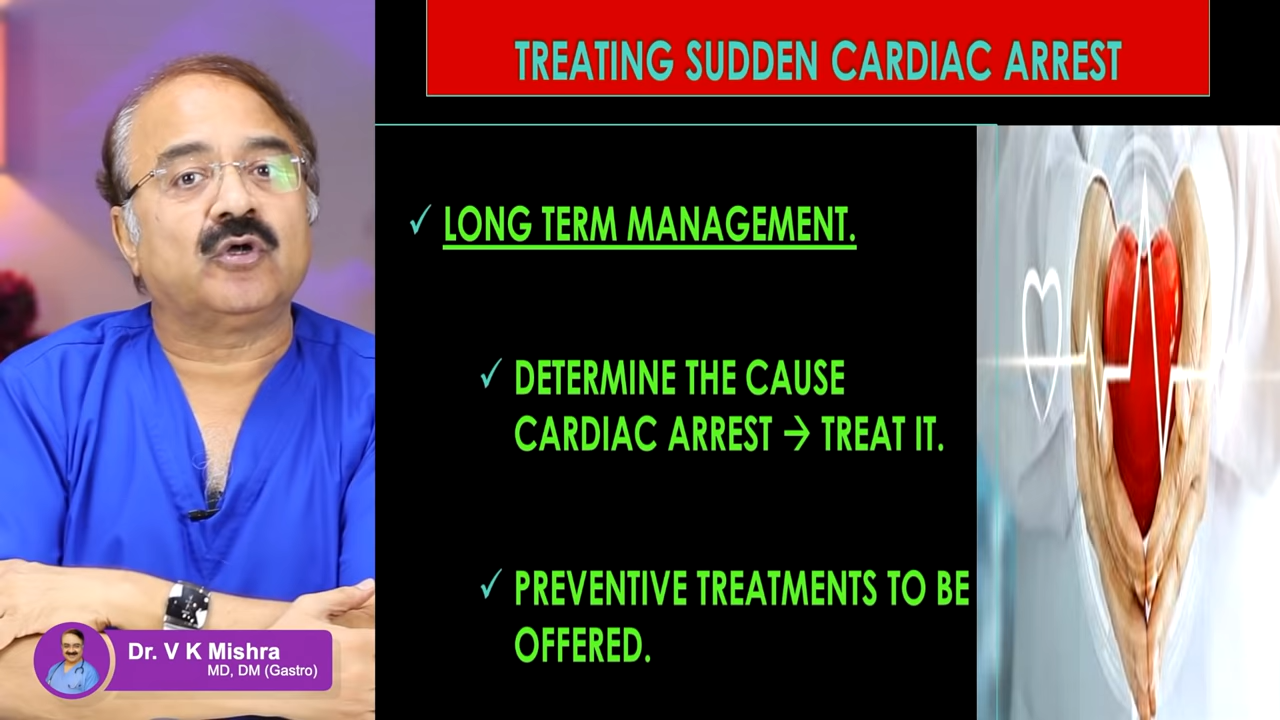 TREATING SUDDEN CARDIAC ARREST
✓ LONG TERM MANAGEMENT.
✓ DETERMINE THE CAUSE
CARDIAC ARREST → TREAT IT.
✓ PREVENTIVE TREATMENTS TO BE
OFFERED.
Dr. V K Mishra
MD, DM (Gastro)